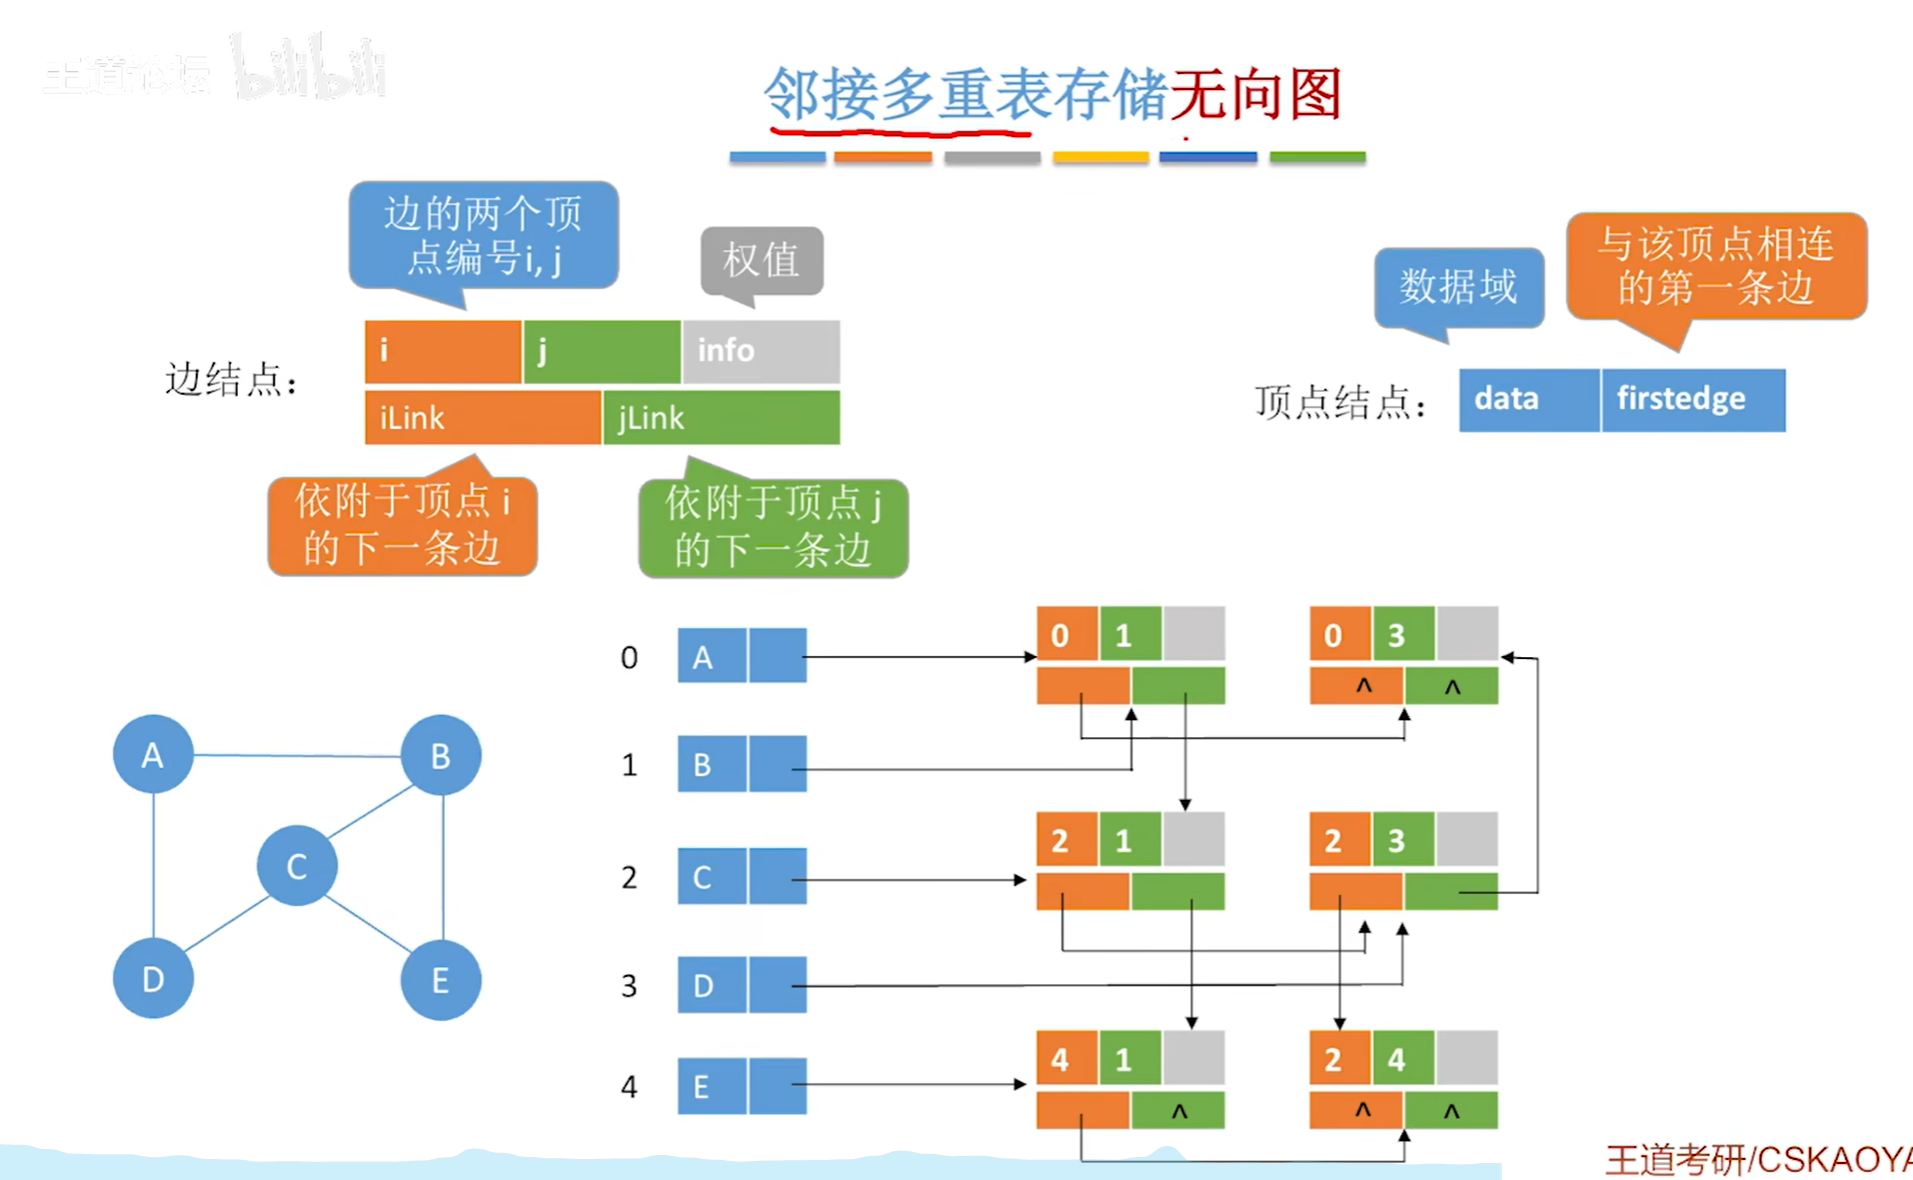 王道论坛 bilibili
邻接多重表存储无向图
边的两个顶
点编号i, j
权值
数据域
与该顶点相连
的第一条边
边结点：
i j info
iLink jLink
顶点结点：
data firstedge
依附于顶点 i
的下一条边
依附于顶点 j
的下一条边
0 A
0 1
0 3
^ ^
1 B
2 C
2 1
2 3
3 D
4 E
4 1
^
2 4
^ ^
A B
C
D E
王道考研/CSKAOYA